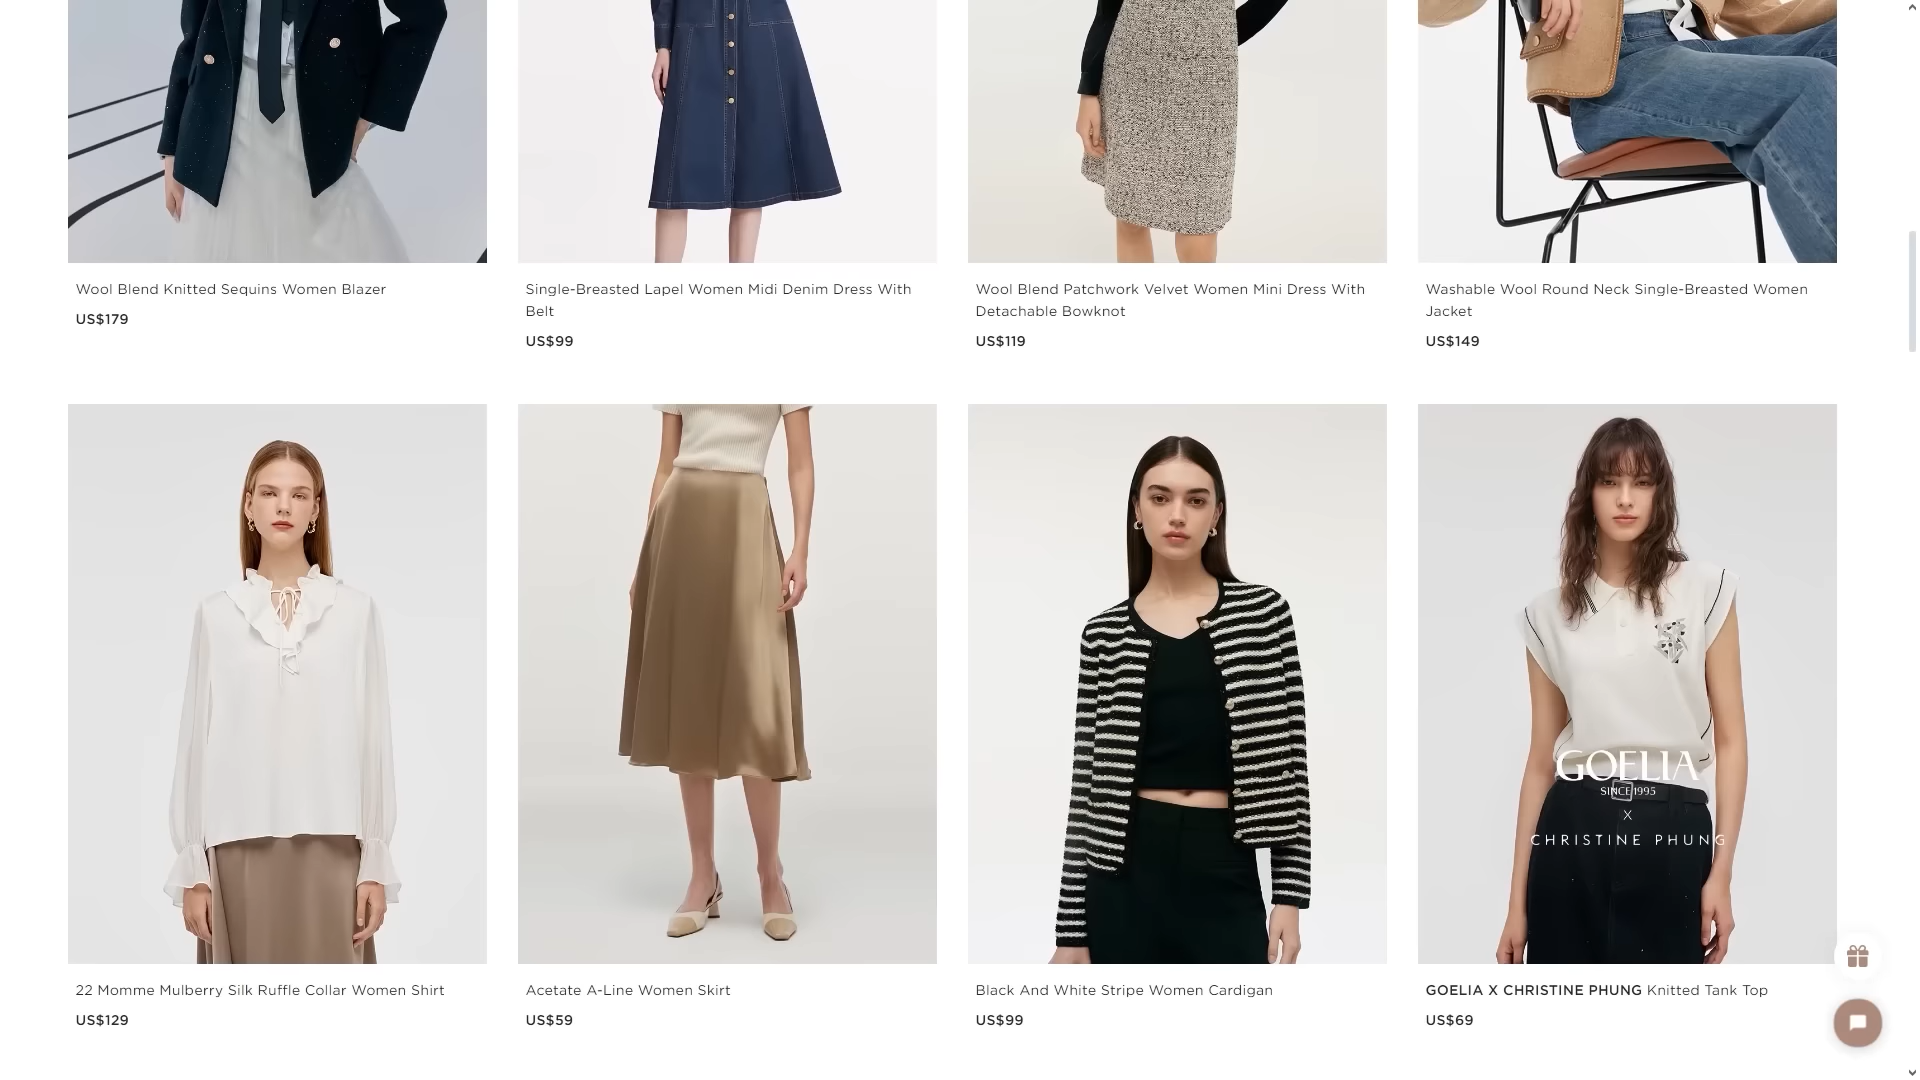 Wool Blend Knitted Sequins Women Blazer
US$179
Single-Breasted Lapel Women Midi Denim Dress With
Belt
US$99
Wool Blend Patchwork Velvet Women Mini Dress With
Detachable Bowknot
US$119
Washable Wool Round Neck Single-Breasted Women
Jacket
US$149
GOELIA
SINCE 1995
X
CHRISTINE PHUNG
22 Momme Mulberry Silk Ruffle Collar Women Shirt
US$129
Acetate A-Line Women Skirt
US$59
Black And White Stripe Women Cardigan
US$99
GOELIA X CHRISTINE PHUNG Knitted Tank Top
US$69